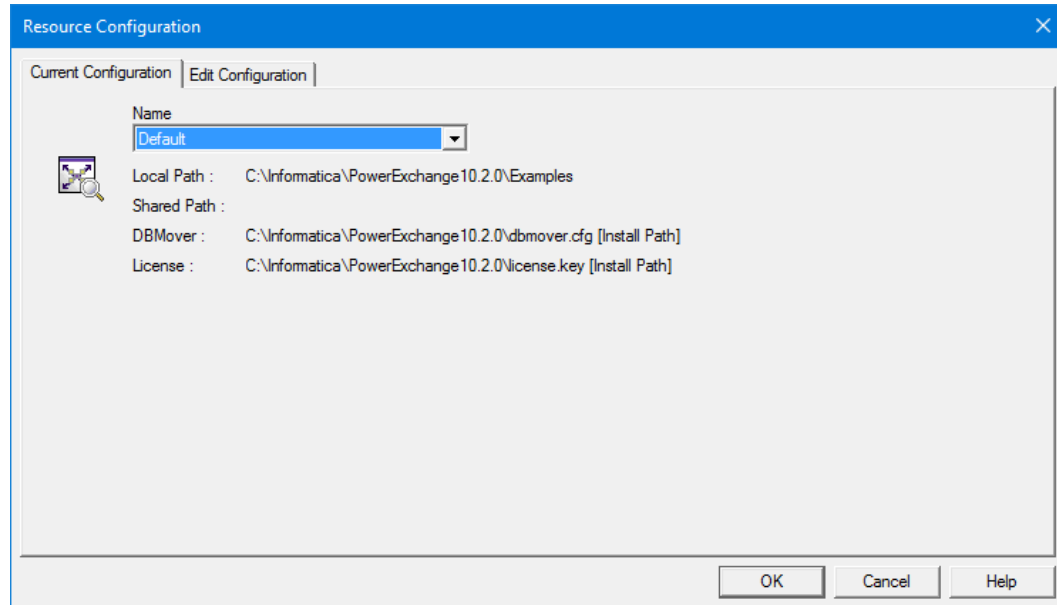 Resource Configuration
Current Configuration
Edit Configuration
Name
Default
Local Path : C:\Informatica\PowerExchange10.2.0\Examples
Shared Path :
DBMover : C:\Informatica\PowerExchange10.2.0\dbmover.cfg [Install Path]
License : C:\Informatica\PowerExchange10.2.0\license.key [Install Path]
OK Cancel Help